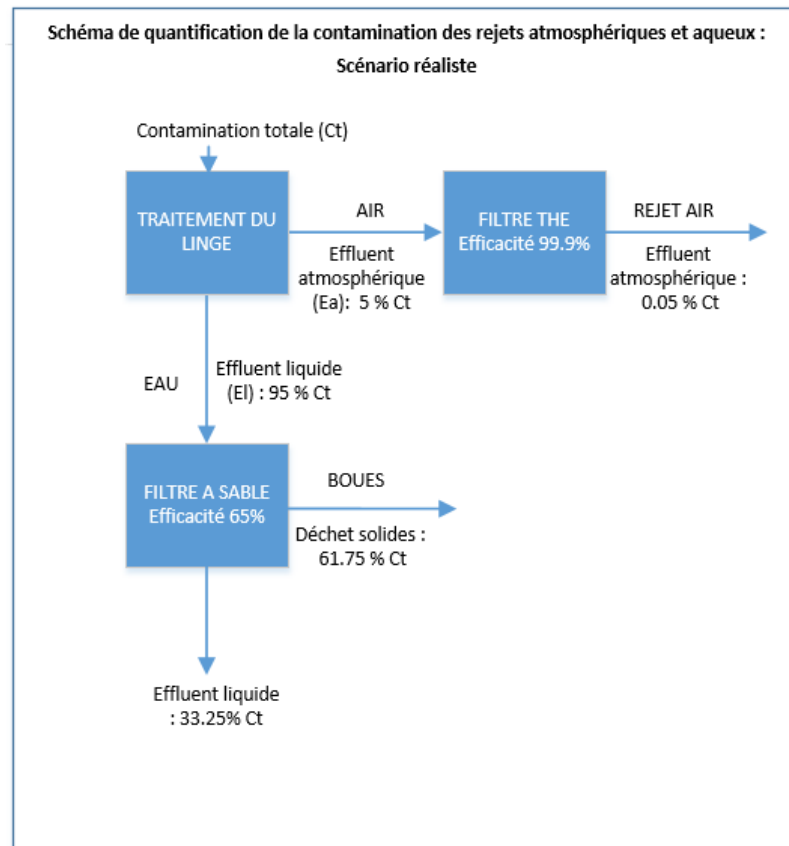 Schéma de quantification de la contamination des rejets atmosphériques et aqueux :
Scénario réaliste
Contamination totale (Ct)
TRAITEMENT DU
LINGE
AIR
Effluent
atmosphérique
(Ea): 5 % Ct
FILTRE THE
Efficacité 99.9%
REJET AIR
Effluent
atmosphérique :
0.05 % Ct
EAU
Effluent liquide
(El) : 95 % Ct
FILTRE A SABLE
Efficacité 65%
BOUES
Déchet solides :
61.75 % Ct
Effluent liquide
: 33.25% Ct